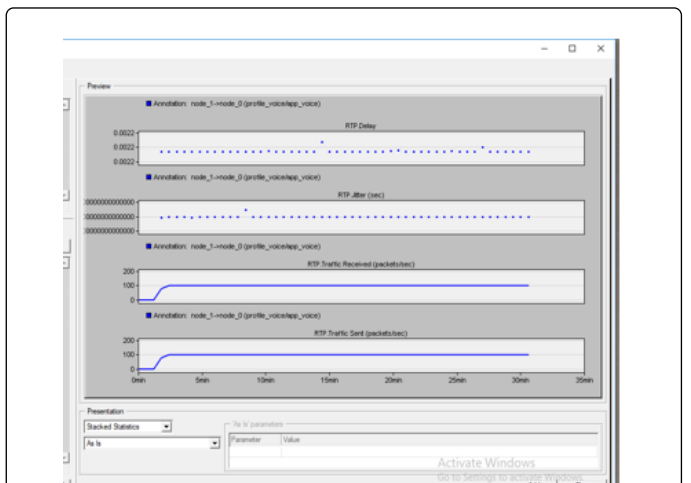 Preview
Annotation: node_1->node_0 (profile_voice/app_voice)
RTP.Delay
0.0022
0.0022
0.0022
Annotation: node_1->node_0 (profile_voice/app_voice)
RTP.Jitter (sec)
Annotation: node_1->node_0 (profile_voice/app_voice)
RTP.Traffic Received (packets/sec)
200
100
0
Annotation: node_1->node_0 (profile_voice/app_voice)
RTP.Traffic Sent (packets/sec)
200
100
0
0min 5min 10min 15min 20min 25min 30min 35min
Presentation
Stacked Statistics
'As Is' parameters
As Is
Parameter Value
Activate Windows
Go to Settings to activate Windows.